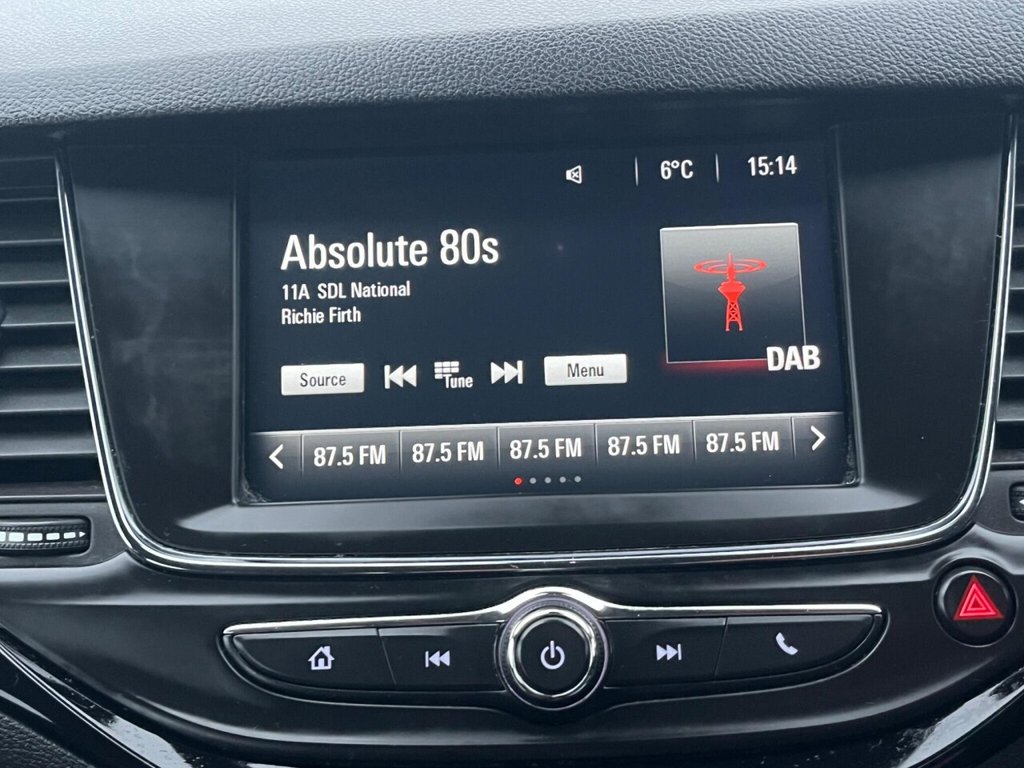 6°C 15:14
Absolute 80s
11A SDL National
Richie Firth
DAB
Source Tune Menu
87.5 FM 87.5 FM 87.5 FM 87.5 FM 87.5 FM